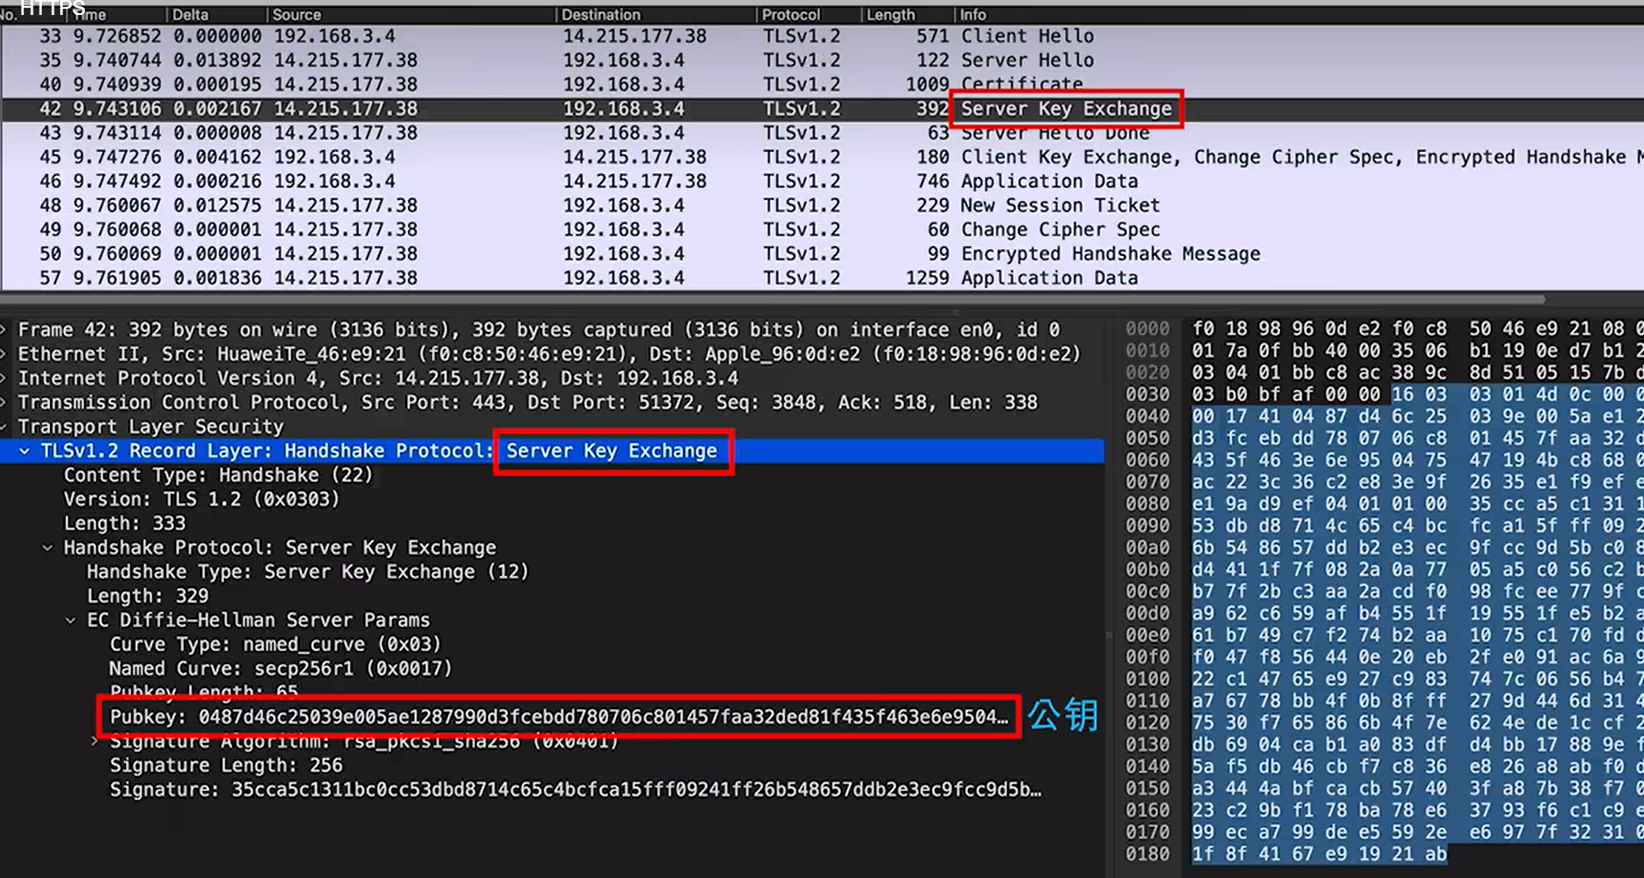 HTTPS
No. Time Delta Source Destination Protocol Length Info
33 9.726852 0.000000 192.168.3.4 14.215.177.38 TLSv1.2 571 Client Hello
35 9.740744 0.013892 14.215.177.38 192.168.3.4 TLSv1.2 122 Server Hello
40 9.740939 0.000195 14.215.177.38 192.168.3.4 TLSv1.2 1009 Certificate
42 9.743106 0.002167 14.215.177.38 192.168.3.4 TLSv1.2 392 Server Key Exchange
43 9.743114 0.000008 14.215.177.38 192.168.3.4 TLSv1.2 63 Server Hello Done
45 9.747276 0.004162 192.168.3.4 14.215.177.38 TLSv1.2 180 Client Key Exchange, Change Cipher Spec, Encrypted Handshake M
46 9.747492 0.000216 192.168.3.4 14.215.177.38 TLSv1.2 746 Application Data
48 9.760067 0.012575 14.215.177.38 192.168.3.4 TLSv1.2 229 New Session Ticket
49 9.760068 0.000001 14.215.177.38 192.168.3.4 TLSv1.2 60 Change Cipher Spec
50 9.760069 0.000001 14.215.177.38 192.168.3.4 TLSv1.2 99 Encrypted Handshake Message
57 9.761905 0.001836 14.215.177.38 192.168.3.4 TLSv1.2 1259 Application Data
Frame 42: 392 bytes on wire (3136 bits), 392 bytes captured (3136 bits) on interface en0, id 0
Ethernet II, Src: HuaweiTe_46:e9:21 (f0:c8:50:46:e9:21), Dst: Apple_96:0d:e2 (f0:18:98:96:0d:e2)
Internet Protocol Version 4, Src: 14.215.177.38, Dst: 192.168.3.4
Transmission Control Protocol, Src Port: 443, Dst Port: 51372, Seq: 3848, Ack: 518, Len: 338
Transport Layer Security
TLSv1.2 Record Layer: Handshake Protocol: Server Key Exchange
Content Type: Handshake (22)
Version: TLS 1.2 (0x0303)
Length: 333
Handshake Protocol: Server Key Exchange
Handshake Type: Server Key Exchange (12)
Length: 329
EC Diffie-Hellman Server Params
Curve Type: named_curve (0x03)
Named Curve: secp256r1 (0x0017)
Pubkey Length: 65
Pubkey: 0487d46c25039e005ae1287990d3fcebdd780706c801457faa32ded81f435f463e6e9504… 公钥
Signature Algorithm: rsa_pkcs1_sha256 (0x0401)
Signature Length: 256
Signature: 35cca5c1311bc0cc53dbd8714c65c4bcfca15fff09241ff26b548657ddb2e3ec9fcc9d5b…
0000 f0 18 98 96 0d e2 f0 c8 50 46 e9 21 08 0
0010 01 7a 0f bb 40 00 35 06 b1 19 0e d7 b1 2
0020 03 04 01 bb c8 ac 38 9c 8d 51 05 15 7b d
0030 03 b0 bf af 00 00 16 03 03 01 4d 0c 00 0
0040 00 17 41 04 87 d4 6c 25 03 9e 00 5a e1 2
0050 d3 fc eb dd 78 07 06 c8 01 45 7f aa 32 d
0060 43 5f 46 3e 6e 95 04 75 47 19 4b c8 68 0
0070 ac 22 3c 36 c2 e8 3e 9f 26 35 e1 f9 ef e
0080 e1 9a d9 ef 04 01 01 00 35 cc a5 c1 31 1
0090 53 db d8 71 4c 65 c4 bc fc a1 5f ff 09 2
00a0 6b 54 86 57 dd b2 e3 ec 9f cc 9d 5b c0 8
00b0 d4 41 1f 7f 08 2a 0a 77 05 a5 c0 56 c2 b
00c0 b7 7f 2b c3 aa 2a cd f0 98 fc ee 77 9f c
00d0 a9 62 c6 59 af b4 55 1f 19 55 1f e5 b2 a
00e0 61 b7 49 c7 f2 74 b2 aa 10 75 c1 70 fd d
00f0 f0 47 f8 56 44 0e 20 eb 2f e0 91 ac 6a 9
0100 22 c1 47 65 e9 27 c9 83 74 7c 06 56 b4 7
0110 a7 67 78 bb 4f 0b 8f ff 27 9d 44 6d 31 4
0120 75 30 f7 65 86 6b 4f 7e 62 4e de 1c cf 2
0130 db 69 04 ca b1 a0 83 df d4 bb 17 88 9e f
0140 5a f5 db 46 cb f7 c8 36 e8 26 a8 ab f0 d
0150 a3 44 4a bf ca cb 57 40 3f a8 7b 38 f7 0
0160 23 c2 9b f1 78 ba 78 e6 37 93 f6 c1 c9 e
0170 99 ec a7 99 de e5 59 2e e6 97 7f 32 31 0
0180 1f 8f 41 67 e9 19 21 ab